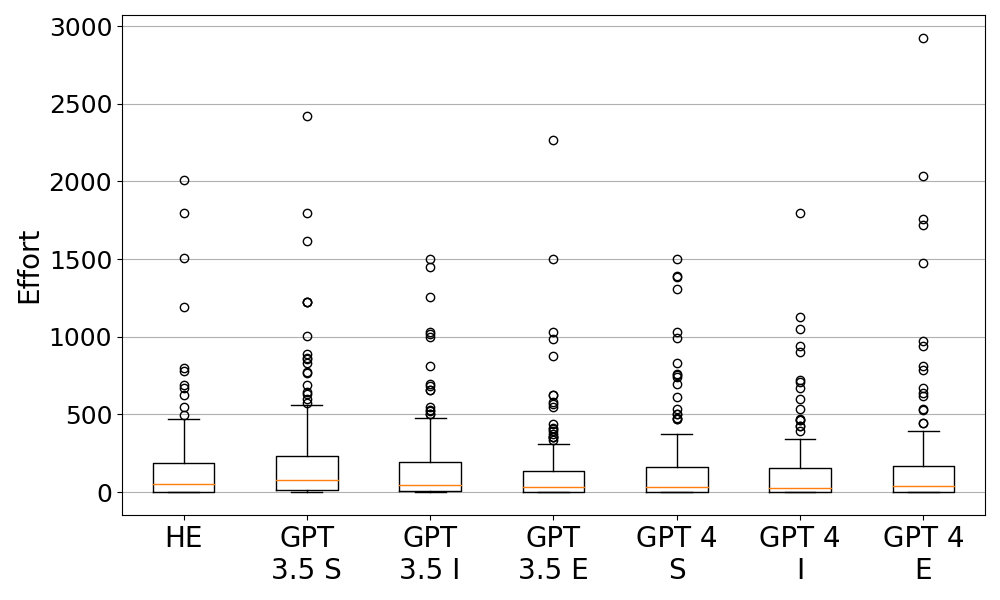 3000
2500
2000
1500
1000
500
0
Effort
HE
GPT
3.5 S
GPT
3.5 I
GPT
3.5 E
GPT 4
S
GPT 4
I
GPT 4
E